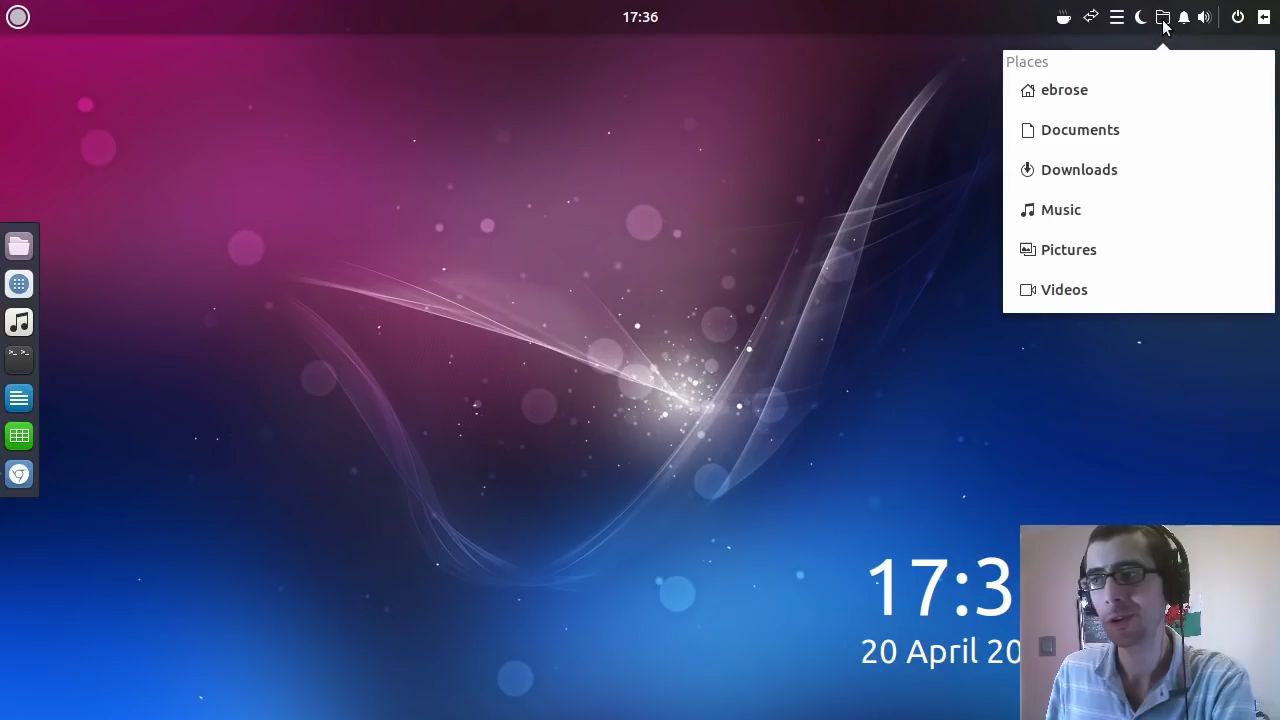 17:36
Places
ebrose
Documents
Downloads
Music
Pictures
Videos
17:3
20 April 20